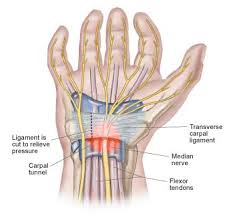 Ligament is
cut to relieve
pressure
Carpal
tunnel
Transverse
carpal
ligament
Median
nerve
Flexor
tendons